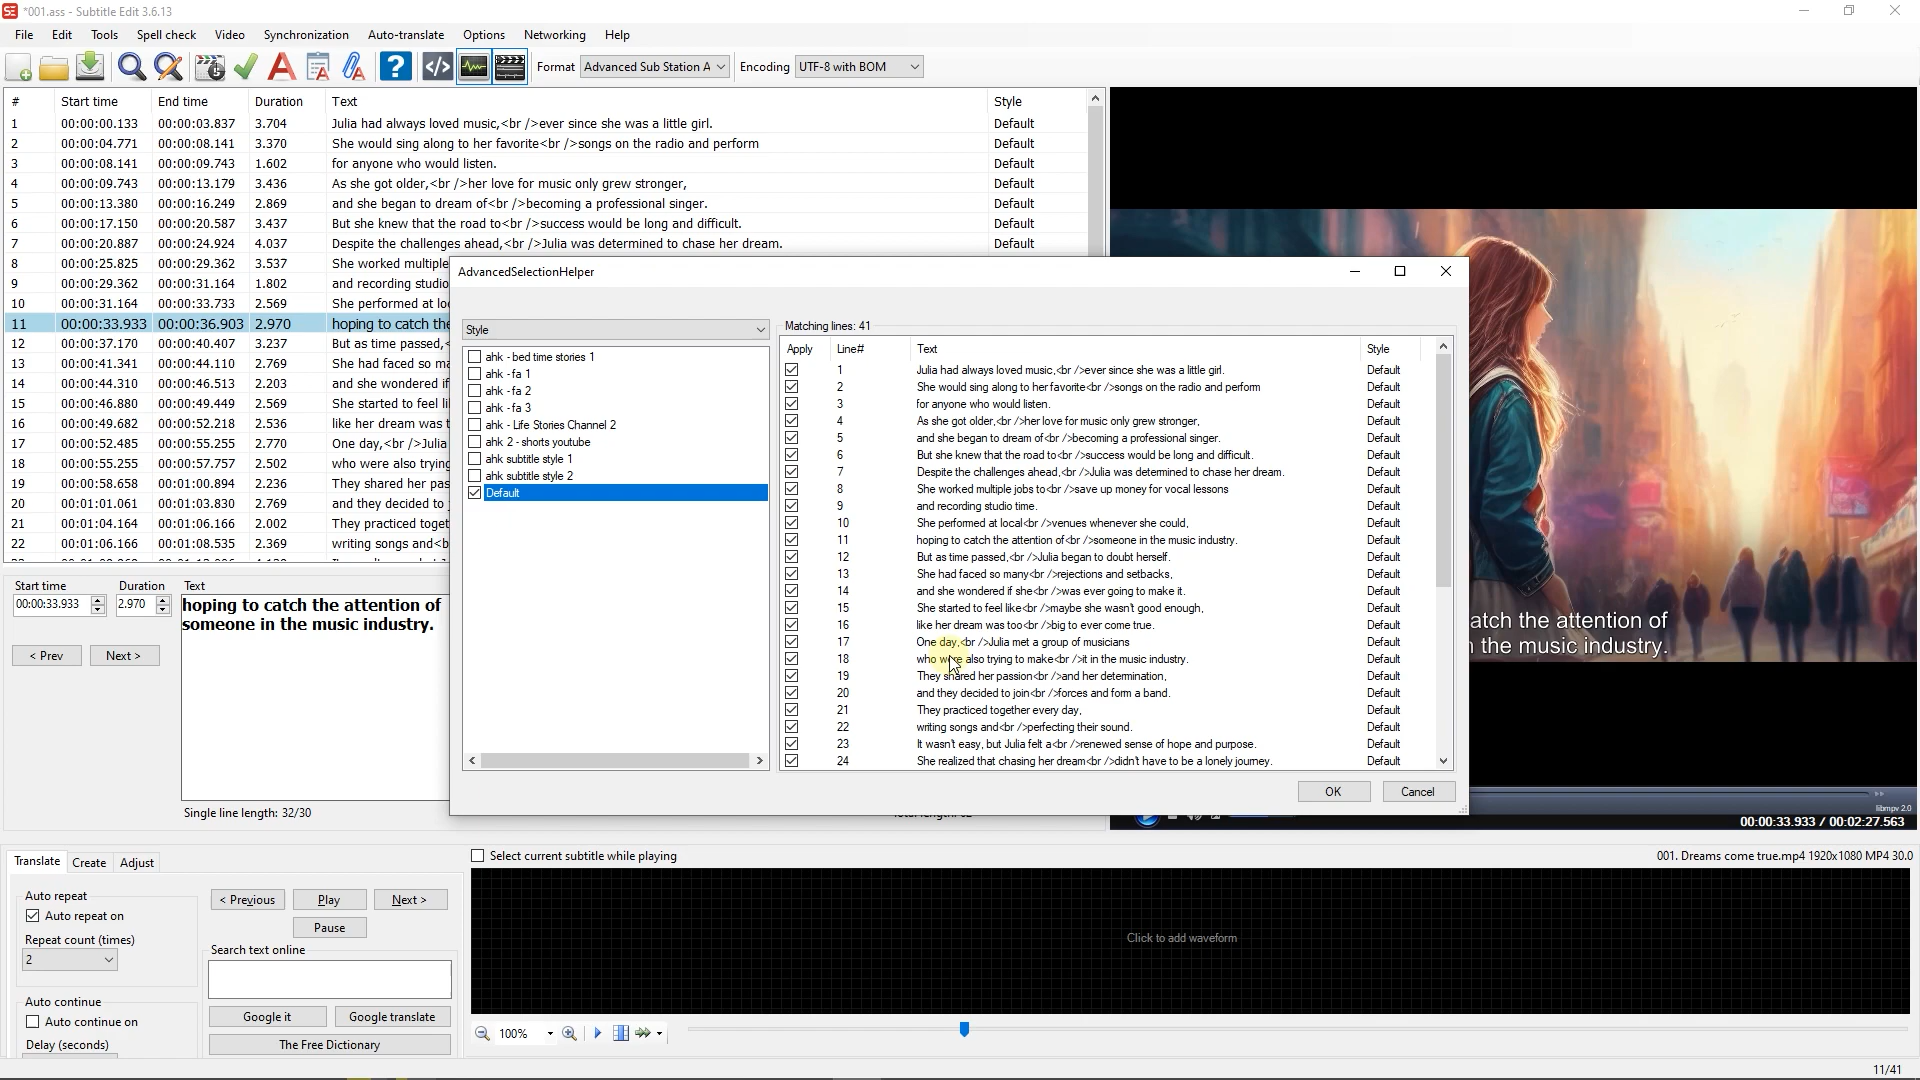 *001.ass - Subtitle Edit 3.6.13
File Edit Tools Spell check Video Synchronization Auto-translate Options Networking Help
Format Advanced Sub Station A Encoding UTF-8 with BOM
# Start time End time Duration Text Style
1 00:00:00.133 00:00:03.837 3.704 Julia had always loved music,<br />ever since she was a little girl. Default
2 00:00:04.771 00:00:08.141 3.370 She would sing along to her favorite<br />songs on the radio and perform Default
3 00:00:08.141 00:00:09.743 1.602 for anyone who would listen. Default
4 00:00:09.743 00:00:13.179 3.436 As she got older,<br />her love for music only grew stronger, Default
5 00:00:13.380 00:00:16.249 2.869 and she began to dream of<br />becoming a professional singer. Default
6 00:00:17.150 00:00:20.587 3.437 But she knew that the road to<br />success would be long and difficult. Default
7 00:00:20.887 00:00:24.924 4.037 Despite the challenges ahead,<br />Julia was determined to chase her dream. Default
8 00:00:25.825 00:00:29.362 3.537 She worked multiple
9 00:00:29.362 00:00:31.164 1.802 and recording studio
10 00:00:31.164 00:00:33.733 2.569 She performed at lo
11 00:00:33.933 00:00:36.903 2.970 hoping to catch the
12 00:00:37.170 00:00:40.407 3.237 But as time passed,<
13 00:00:41.341 00:00:44.110 2.769 She had faced so ma
14 00:00:44.310 00:00:46.513 2.203 and she wondered if
15 00:00:46.880 00:00:49.449 2.569 She started to feel li
16 00:00:49.682 00:00:52.218 2.536 like her dream was t
17 00:00:52.485 00:00:55.255 2.770 One day,<br />Julia
18 00:00:55.255 00:00:57.757 2.502 who were also trying
19 00:00:58.658 00:01:00.894 2.236 They shared her pas
20 00:01:01.061 00:01:03.830 2.769 and they decided to
21 00:01:04.164 00:01:06.166 2.002 They practiced toget
22 00:01:06.166 00:01:08.535 2.369 writing songs and<b
AdvancedSelectionHelper
Style
ahk - bed time stories 1
ahk - fa 1
ahk - fa 2
ahk - fa 3
ahk - Life Stories Channel 2
ahk 2 - shorts youtube
ahk subtitle style 1
ahk subtitle style 2
Default
Matching lines: 41
Apply Line# Text Style
1 Julia had always loved music,<br />ever since she was a little girl. Default
2 She would sing along to her favorite<br />songs on the radio and perform Default
3 for anyone who would listen. Default
4 As she got older,<br />her love for music only grew stronger, Default
5 and she began to dream of<br />becoming a professional singer. Default
6 But she knew that the road to<br />success would be long and difficult. Default
7 Despite the challenges ahead,<br />Julia was determined to chase her dream. Default
8 She worked multiple jobs to<br />save up money for vocal lessons Default
9 and recording studio time. Default
10 She performed at local<br />venues whenever she could, Default
11 hoping to catch the attention of<br />someone in the music industry. Default
12 But as time passed,<br />Julia began to doubt herself. Default
13 She had faced so many<br />rejections and setbacks, Default
14 and she wondered if she<br />was ever going to make it. Default
15 She started to feel like<br />maybe she wasn't good enough, Default
16 like her dream was too<br />big to ever come true. Default
17 One day,<br />Julia met a group of musicians Default
18 who were also trying to make<br />it in the music industry. Default
19 They shared her passion<br />and her determination, Default
20 and they decided to join<br />forces and form a band. Default
21 They practiced together every day, Default
22 writing songs and<br />perfecting their sound. Default
23 It wasn't easy, but Julia felt a<br />renewed sense of hope and purpose. Default
24 She realized that chasing her dream<br />didn't have to be a lonely journey. Default
OK Cancel
atch the attention of
the music industry.
libmpv 2.0
00:00:33.933 / 00:02:27.563
Start time Duration Text
00:00:33.933 2.970
hoping to catch the attention of
someone in the music industry.
< Prev Next >
Single line length: 32/30
Translate Create Adjust
Select current subtitle while playing
001. Dreams come true.mp4 1920x1080 MP4 30.0
Auto repeat
Auto repeat on
Repeat count (times)
2
Auto continue
Auto continue on
Delay (seconds)
< Previous Play Next >
Pause
Search text online
Google it Google translate
The Free Dictionary
Click to add waveform
100%
11/41